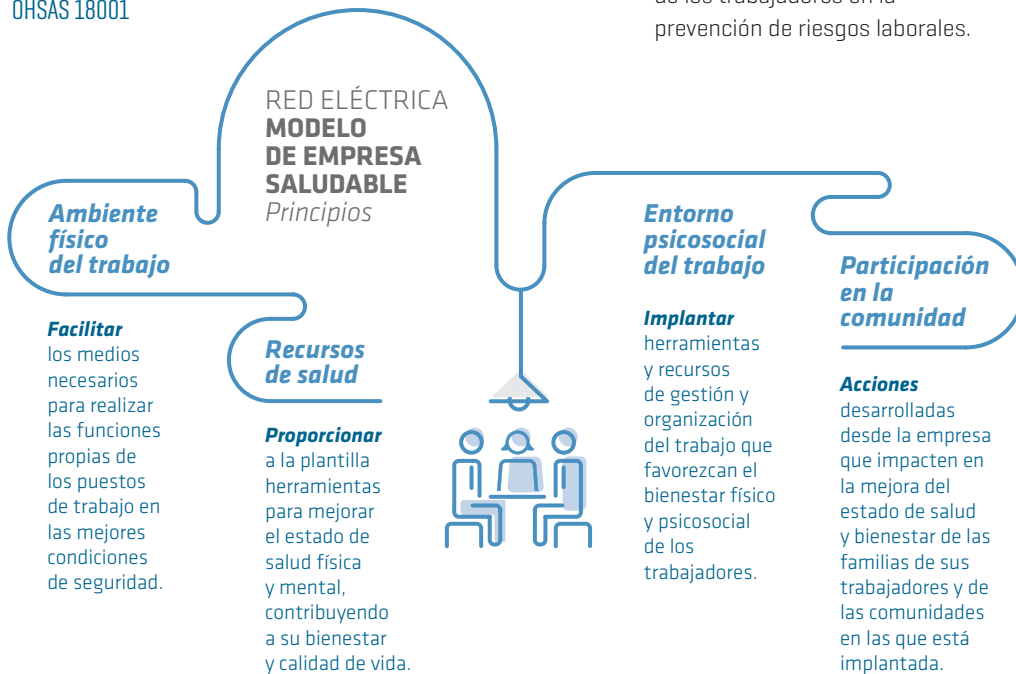 OHSAS 18001
de los trabajadores en la
prevención de riesgos laborales.
RED ELÉCTRICA
MODELO
DE EMPRESA
SALUDABLE
Principios
Ambiente
físico
del trabajo
Facilitar
los medios
necesarios
para realizar
las funciones
propias de
los puestos
de trabajo en
las mejores
condiciones
de seguridad.
Recursos
de salud
Proporcionar
a la plantilla
herramientas
para mejorar
el estado de
salud física
y mental,
contribuyendo
a su bienestar
y calidad de vida.
Entorno
psicosocial
del trabajo
Implantar
herramientas
y recursos
de gestión y
organización
del trabajo que
favorezcan el
bienestar físico
y psicosocial
de los
trabajadores.
Participación
en la
comunidad
Acciones
desarrolladas
desde la empresa
que impacten en
la mejora del
estado de salud
y bienestar de las
familias de sus
trabajadores y de
las comunidades
en las que está
implantada.